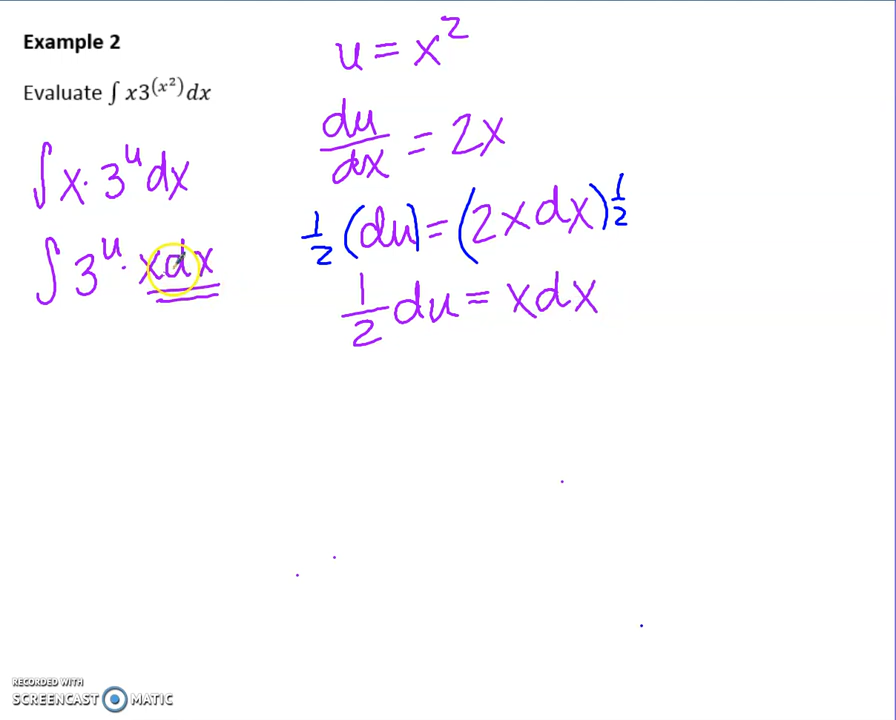 Example 2
Evaluate ∫ x3^(x²) dx
u = x²
du/dx = 2x
∫ x · 3^u dx
1/2 (du) = (2x dx) 1/2
∫ 3^u · x dx
1/2 du = x dx
RECORDED WITH
SCREENCAST MATIC